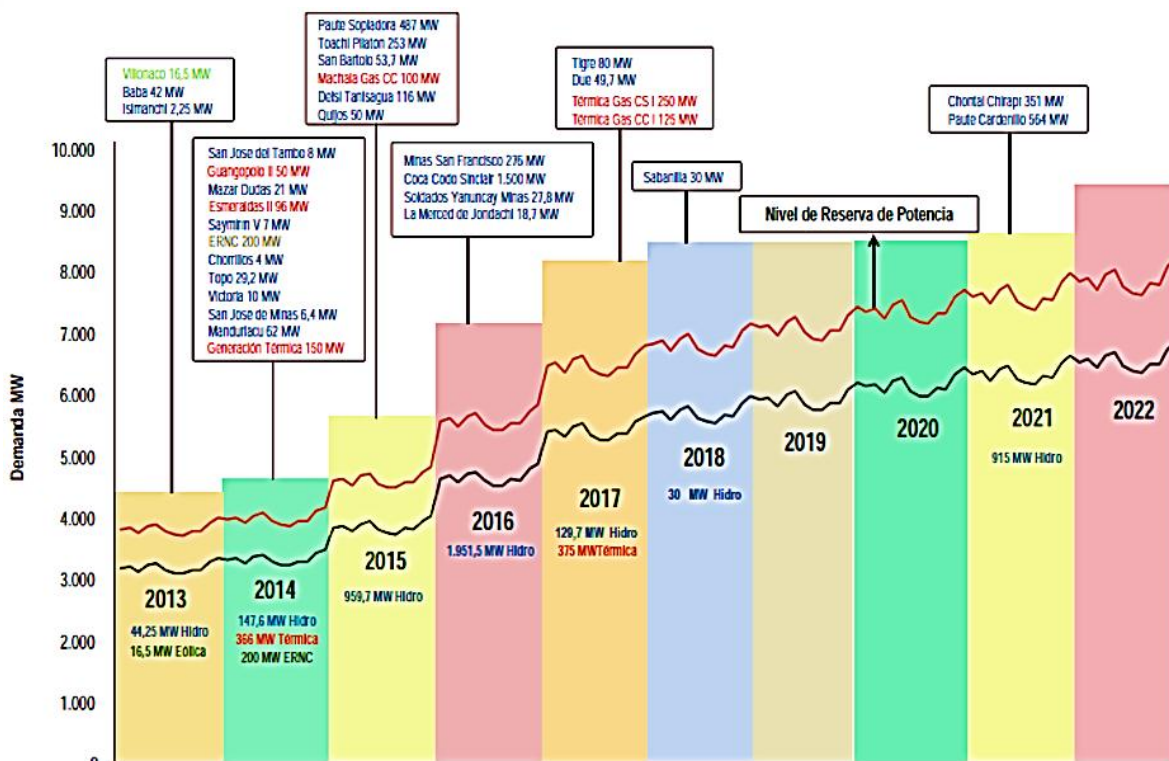 Paute Sopladora 487 MW
Toachi Pilaton 253 MW
San Bartolo 53,7 MW
Machala Gas CC 100 MW
Delsi Tanisagua 116 MW
Quijos 50 MW
Villonaco 16,5 MW
Baba 42 MW
Isimanchi 2,25 MW
Tigre 80 MW
Due 49,7 MW
Térmica Gas CS I 250 MW
Térmica Gas CC I 125 MW
Chontal Chirapi 351 MW
Paute Cardenillo 564 MW
San Jose del Tambo 8 MW
Guangopolo II 50 MW
Mazar Dudas 21 MW
Esmeraldas II 96 MW
Saymirin V 7 MW
ERNC 200 MW
Chorrillos 4 MW
Topo 29,2 MW
Victoria 10 MW
San Jose de Minas 6,4 MW
Manduriacu 62 MW
Generación Térmica 150 MW
Minas San Francisco 276 MW
Coca Codo Sinclair 1.500 MW
Soldados Yanuncay Minas 27,8 MW
La Merced de Jondachi 18,7 MW
Sabanilla 30 MW
Nivel de Reserva de Potencia
Demanda MW
10.000
9.000
8.000
7.000
6.000
5.000
4.000
3.000
2.000
1.000
0
2013
44,25 MW Hidro
16,5 MW Eólica
2014
147,6 MW Hidro
366 MW Térmica
200 MW ERNC
2015
959,7 MW Hidro
2016
1.951,5 MW Hidro
2017
129,7 MW Hidro
375 MWTérmica
2018
30 MW Hidro
2019
2020
2021
915 MW Hidro
2022